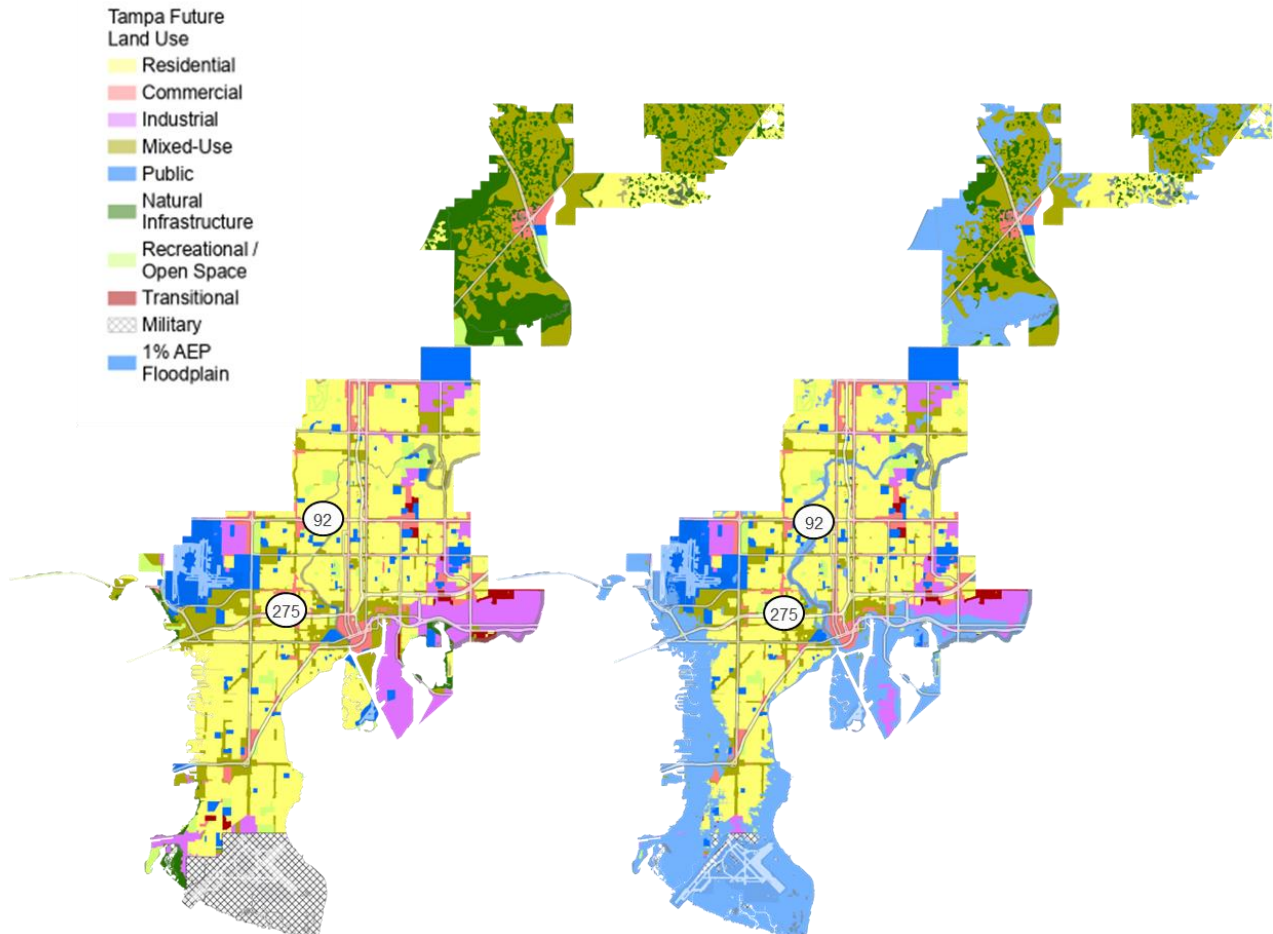 Tampa Future
Land Use
Residential
Commercial
Industrial
Mixed-Use
Public
Natural
Infrastructure
Recreational /
Open Space
Transitional
Military
1% AEP
Floodplain
92
92
275
275